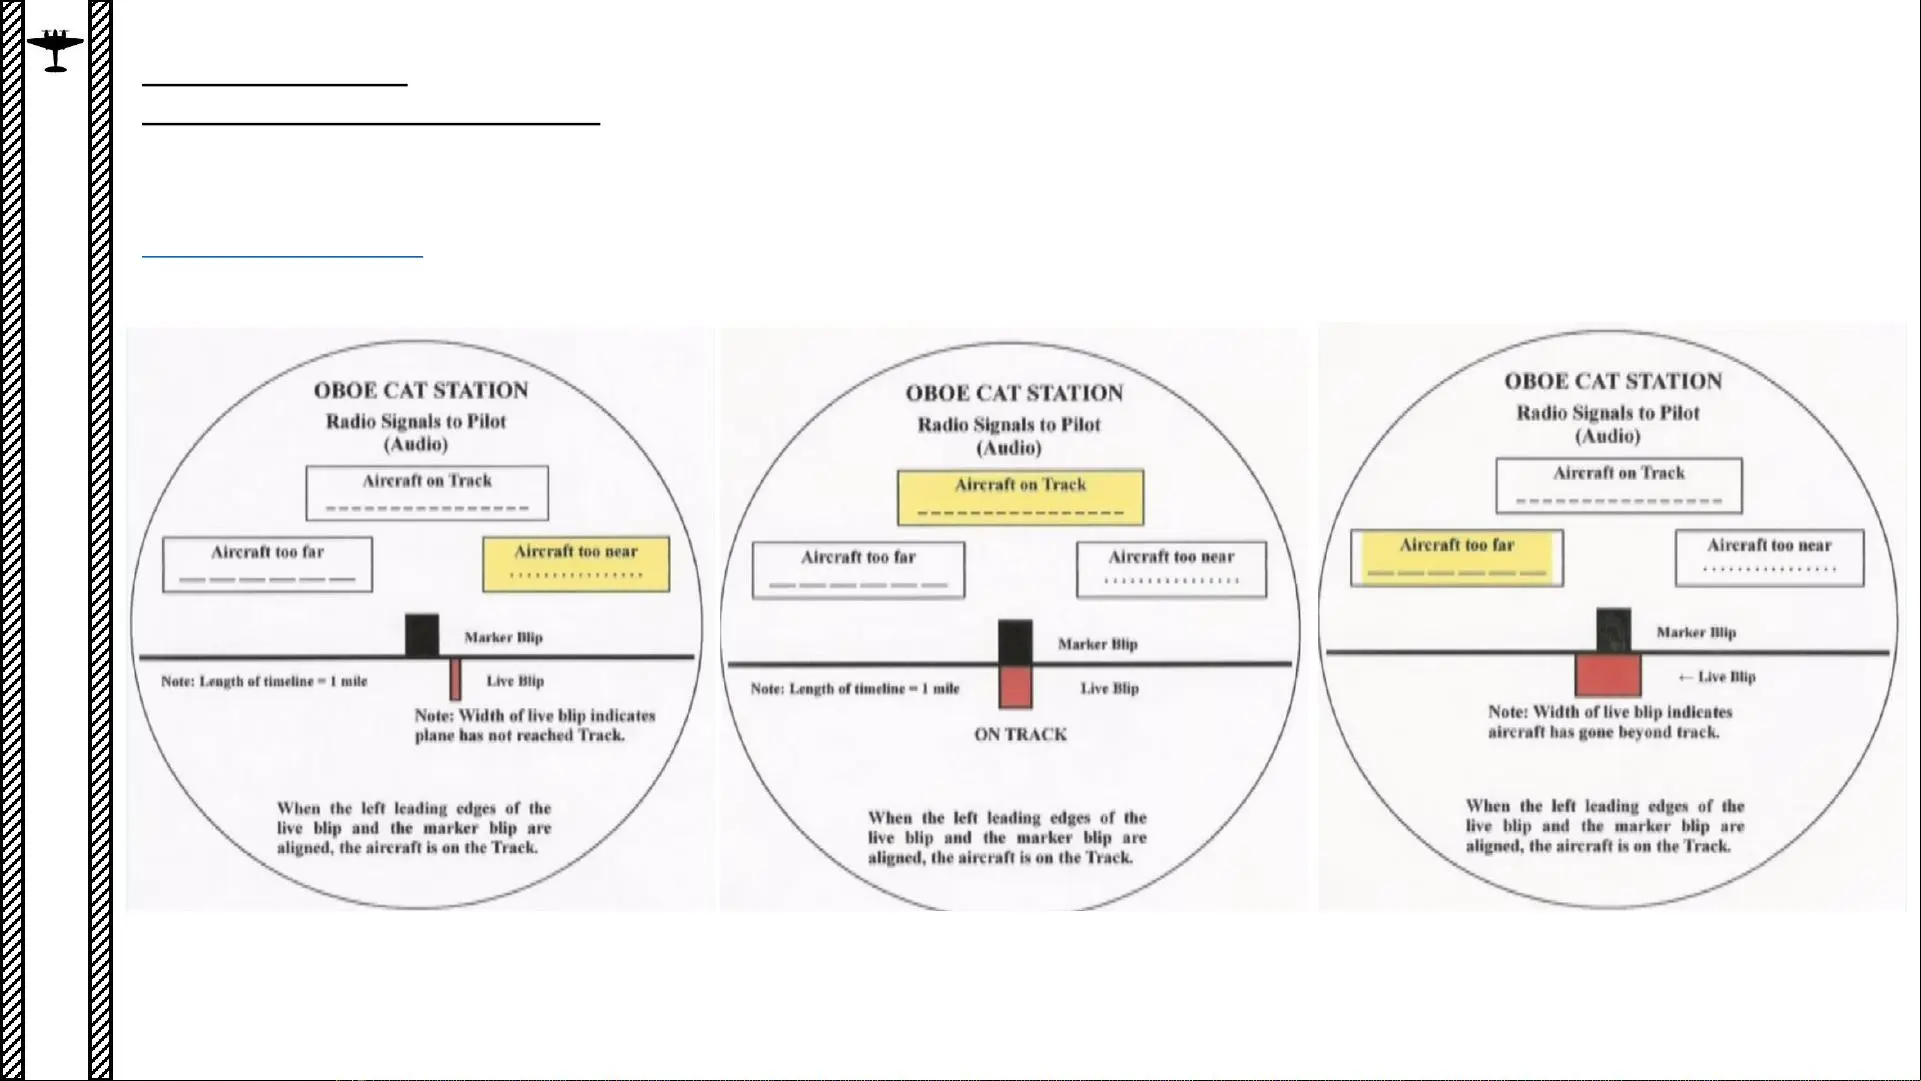 OBOE CAT STATION
Radio Signals to Pilot
(Audio)
Aircraft on Track
Aircraft too far
Aircraft too near
Marker Blip
Note: Length of timeline = 1 mile
Live Blip
Note: Width of live blip indicates
plane has not reached Track.
When the left leading edges of the
live blip and the marker blip are
aligned, the aircraft is on the Track.
OBOE CAT STATION
Radio Signals to Pilot
(Audio)
Aircraft on Track
Aircraft too far
Aircraft too near
Marker Blip
Note: Length of timeline = 1 mile
Live Blip
ON TRACK
When the left leading edges of the
live blip and the marker blip are
aligned, the aircraft is on the Track.
OBOE CAT STATION
Radio Signals to Pilot
(Audio)
Aircraft on Track
Aircraft too far
Aircraft too near
Marker Blip
← Live Blip
Note: Width of live blip indicates
aircraft has gone beyond track.
When the left leading edges of the
live blip and the marker blip are
aligned, the aircraft is on the Track.